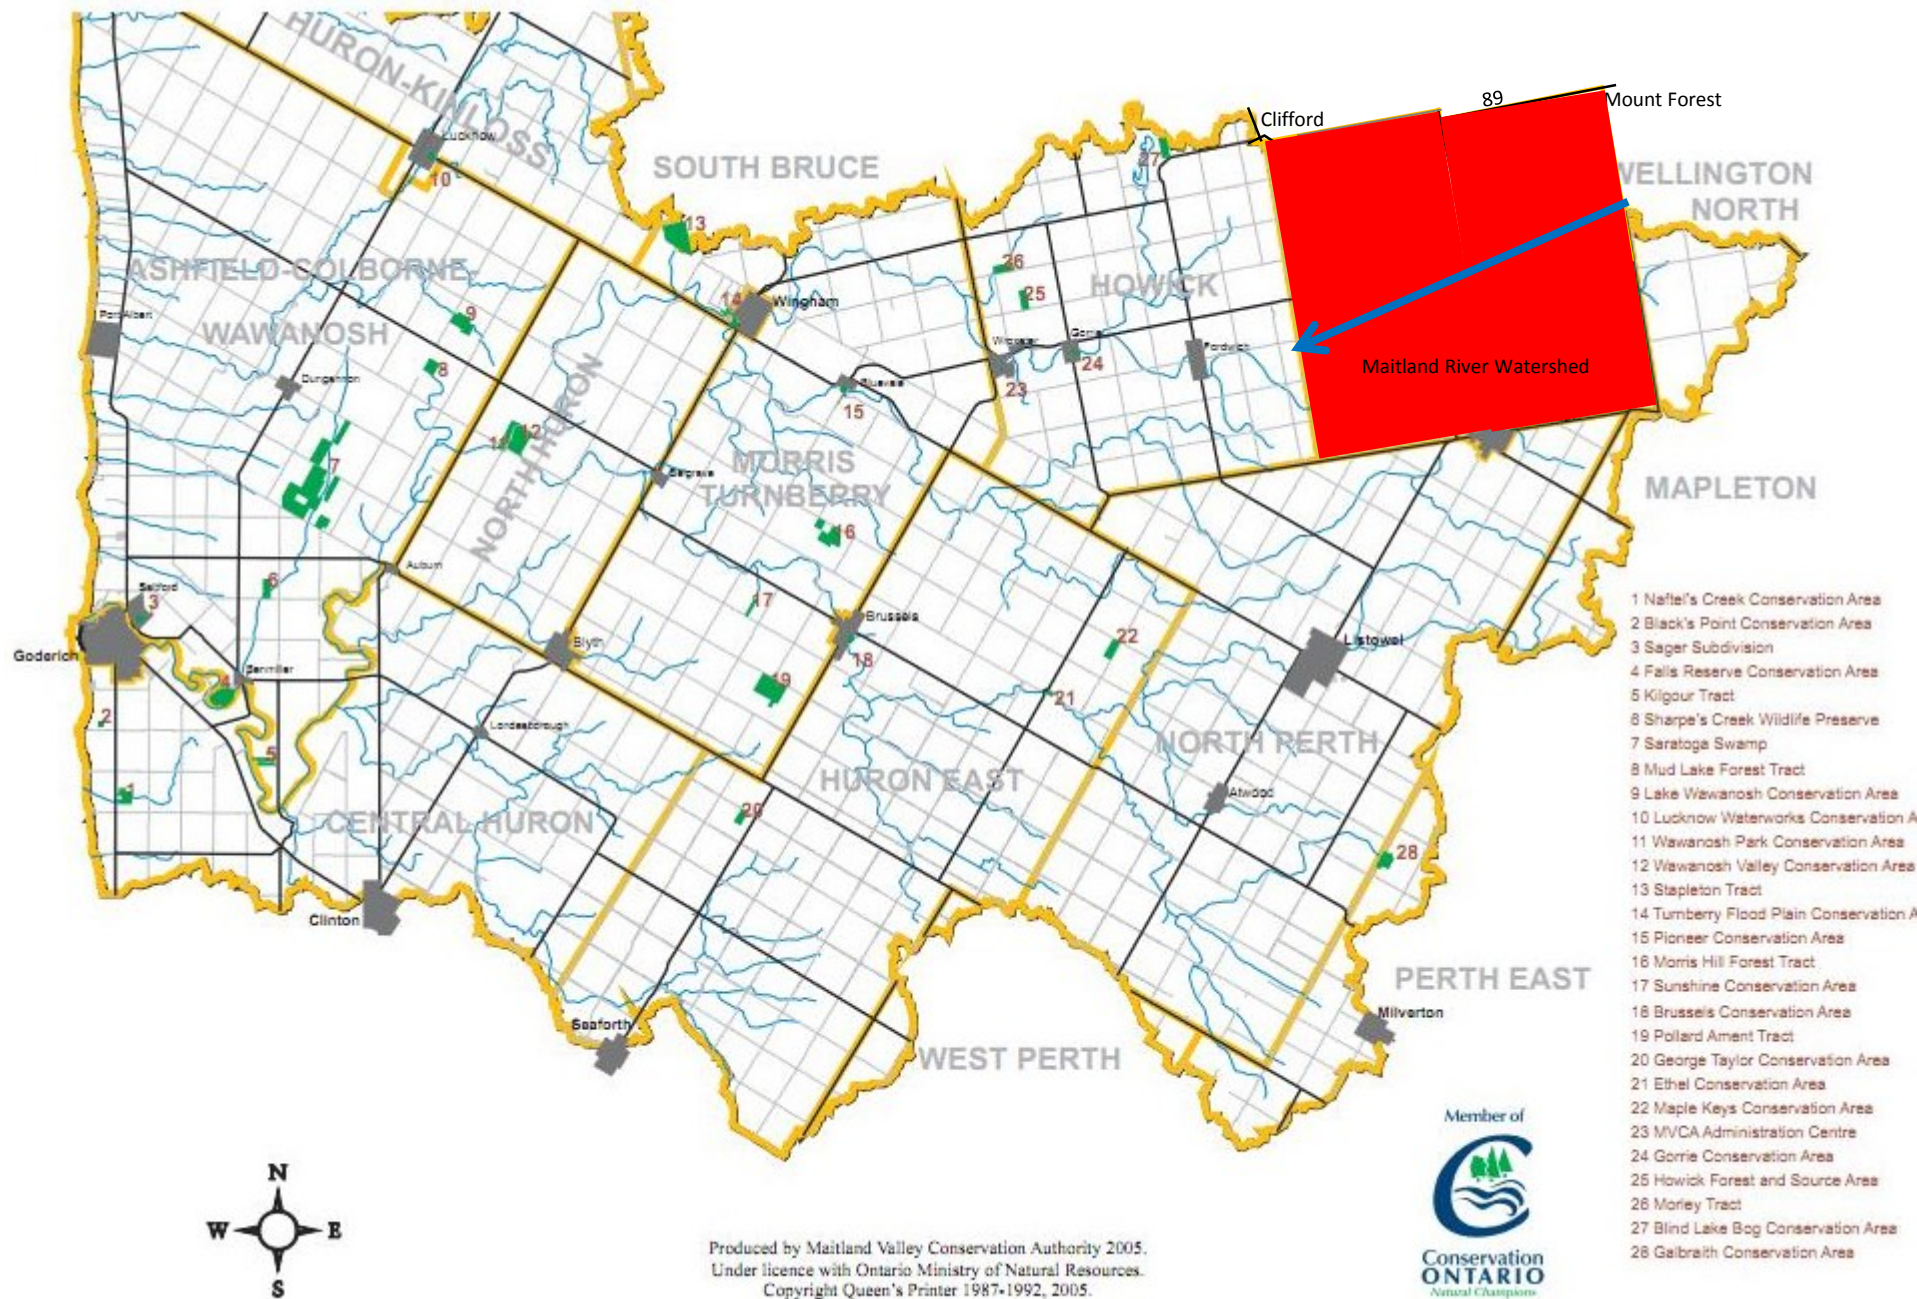 HURON-KINLOSS
Lucknow
10
SOUTH BRUCE
13
27
Clifford
89
Mount Forest
WELLINGTON
NORTH
ASHFIELD-COLBORNE-
WAWANOSH
Port Albert
9
8
Dungannon
7
14
Wingham
26
25
HOWICK
Wroxeter
23
Gorrie
24
Fordwich
Maitland River Watershed
Bluevale
15
12
NORTH HURON
Belgrave
MORRIS
TURNBERRY
16
MAPLETON
Auburn
6
Saltford
3
Goderich
Benmiller
4
2
5
1
Blyth
Londesborough
17
Brussels
18
19
22
21
Listowel
NORTH PERTH
Atwood
HURON EAST
20
CENTRAL HURON
Clinton
28
Seaforth
WEST PERTH
PERTH EAST
Milverton
1 Naftel's Creek Conservation Area
2 Black's Point Conservation Area
3 Sager Subdivision
4 Falls Reserve Conservation Area
5 Kilgour Tract
6 Sharpe's Creek Wildlife Preserve
7 Saratoga Swamp
8 Mud Lake Forest Tract
9 Lake Wawanosh Conservation Area
10 Lucknow Waterworks Conservation A
11 Wawanosh Park Conservation Area
12 Wawanosh Valley Conservation Area
13 Stapleton Tract
14 Turnberry Flood Plain Conservation A
15 Pioneer Conservation Area
16 Morris Hill Forest Tract
17 Sunshine Conservation Area
18 Brussels Conservation Area
19 Pollard Ament Tract
20 George Taylor Conservation Area
21 Ethel Conservation Area
22 Maple Keys Conservation Area
23 MVCA Administration Centre
24 Gorrie Conservation Area
25 Howick Forest and Source Area
26 Morley Tract
27 Blind Lake Bog Conservation Area
28 Galbraith Conservation Area
N
W E
S
Produced by Maitland Valley Conservation Authority 2005.
Under licence with Ontario Ministry of Natural Resources.
Copyright Queen's Printer 1987-1992, 2005.
Member of
Conservation
ONTARIO
Natural Champions